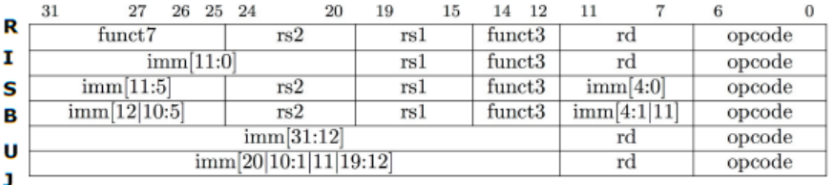 31 27 26 25 24 20 19 15 14 12 11 7 6 0
R funct7 rs2 rs1 funct3 rd opcode
I imm[11:0] rs1 funct3 rd opcode
S imm[11:5] rs2 rs1 funct3 imm[4:0] opcode
B imm[12|10:5] rs2 rs1 funct3 imm[4:1|11] opcode
U imm[31:12] rd opcode
J imm[20|10:1|11|19:12] rd opcode